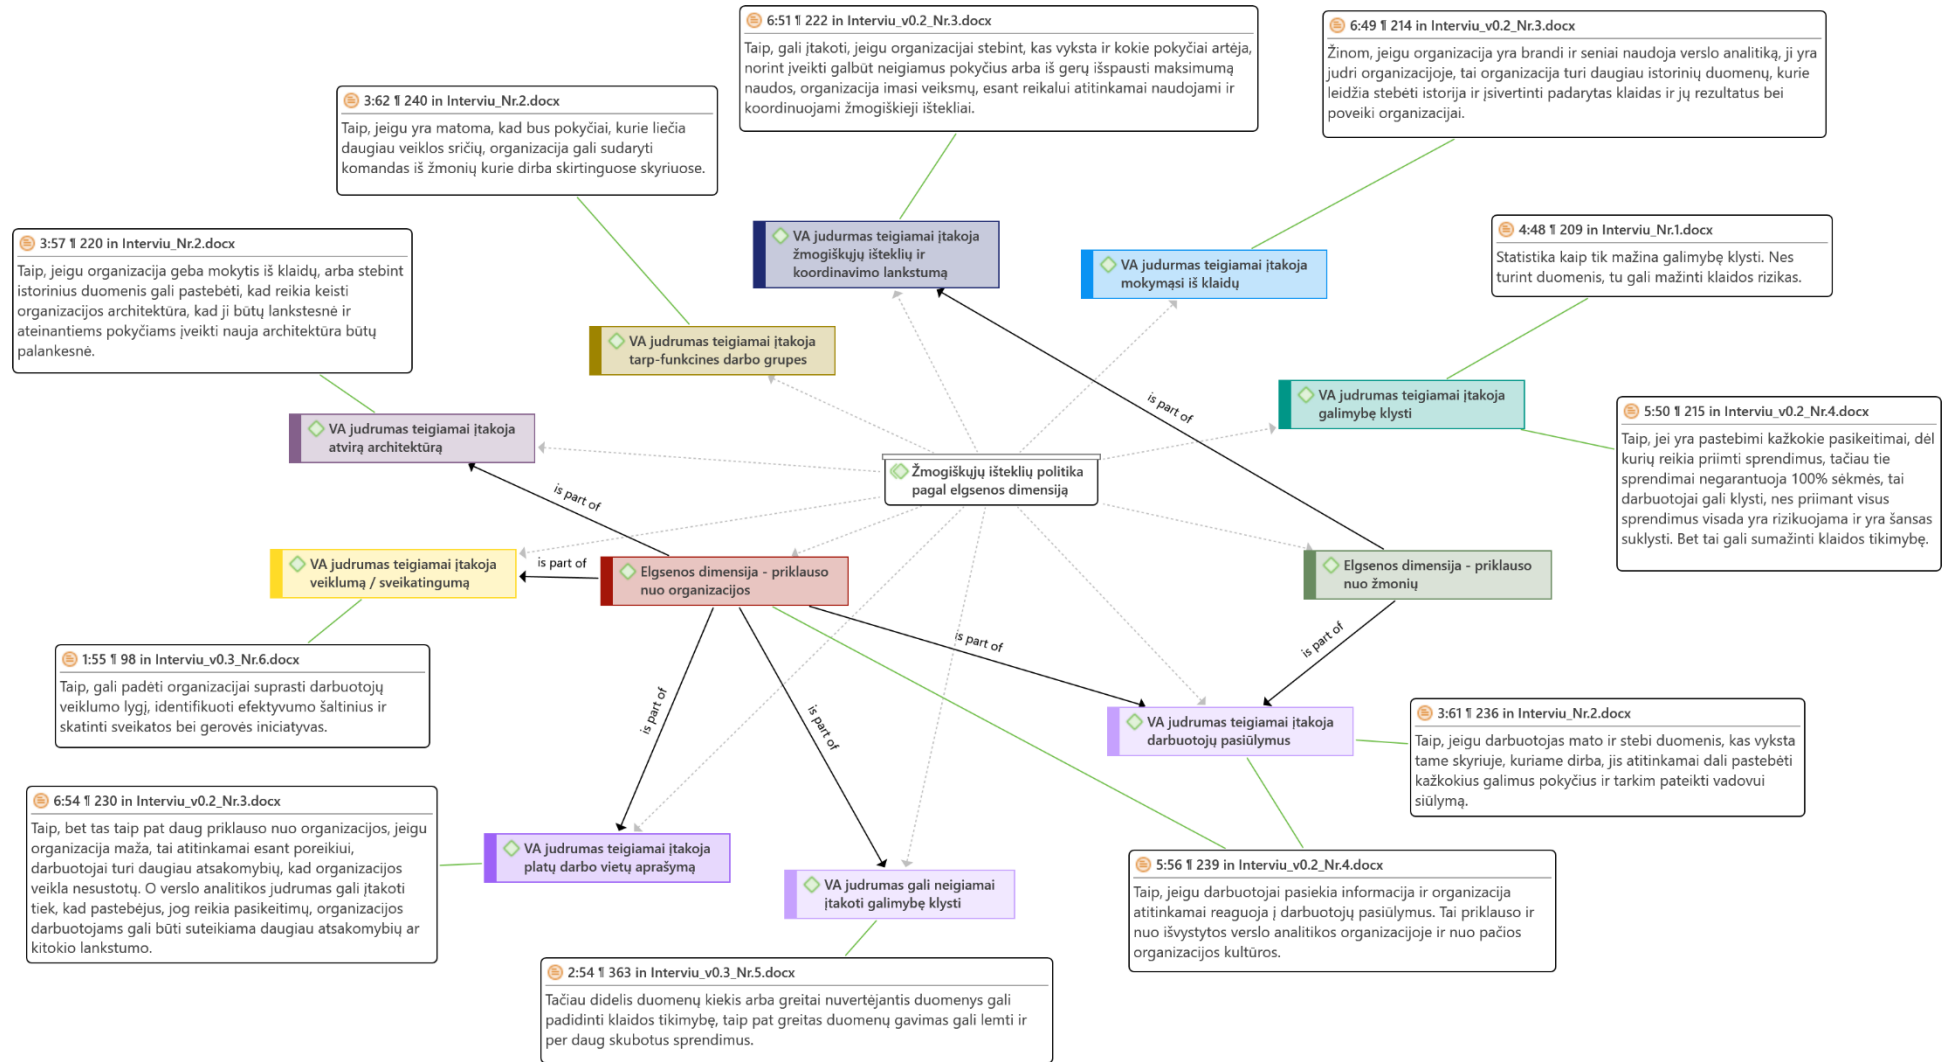 6:51 ¶ 222 in Interviu_v0.2_Nr.3.docx
Taip, gali įtakoti, jeigu organizacijai stebint, kas vyksta ir kokie pokyčiai artėja,
norint įveikti galbūt neigiamus pokyčius arba iš gerų išspausti maksimumą
naudos, organizacija imasi veiksmų, esant reikalui atitinkamai naudojami ir
koordinuojami žmogiškieji ištekliai.
6:49 ¶ 214 in Interviu_v0.2_Nr.3.docx
Žinom, jeigu organizacija yra brandi ir seniai naudoja verslo analitiką, ji yra
judri organizacijoje, tai organizacija turi daugiau istorinių duomenų, kurie
leidžia stebėti istorija ir įsivertinti padarytas klaidas ir jų rezultatus bei
poveiki organizacijai.
3:62 ¶ 240 in Interviu_Nr.2.docx
Taip, jeigu yra matoma, kad bus pokyčiai, kurie liečia
daugiau veiklos sričių, organizacija gali sudaryti
komandas iš žmonių kurie dirba skirtinguose skyriuose.
3:57 ¶ 220 in Interviu_Nr.2.docx
Taip, jeigu organizacija geba mokytis iš klaidų, arba stebint
istorinius duomenis gali pastebėti, kad reikia keisti
organizacijos architektūra, kad ji būtų lankstesnė ir
ateinantiems pokyčiams įveikti nauja architektūra būtų
palankesnė.
VA judurmas teigiamai įtakoja
žmogiškųjų išteklių ir
koordinavimo lankstumą
VA judurmas teigiamai įtakoja
mokymąsi iš klaidų
4:48 ¶ 209 in Interviu_Nr.1.docx
Statistika kaip tik mažina galimybę klysti. Nes
turint duomenis, tu gali mažinti klaidos rizikas.
VA judrumas teigiamai įtakoja
tarp-funkcines darbo grupes
VA judrumas teigiamai įtakoja
galimybę klysti
is part of
5:50 ¶ 215 in Interviu_v0.2_Nr.4.docx
Taip, jei yra pastebimi kažkokie pasikeitimai, dėl
kurių reikia priimti sprendimus, tačiau tie
sprendimai negarantuoja 100% sėkmės, tai
darbuotojai gali klysti, nes priimant visus
sprendimus visada yra rizikuojama ir yra šansas
suklysti. Bet tai gali sumažinti klaidos tikimybę.
VA judrumas teigiamai įtakoja
atvirą architektūrą
Žmogiškųjų išteklių politika
pagal elgsenos dimensiją
is part of
VA judrumas teigiamai įtakoja
veiklumą / sveikatingumą
is part of
Elgsenos dimensija - priklauso
nuo organizacijos
Elgsenos dimensija - priklauso
nuo žmonių
is part of
is part of
is part of
is part of
1:55 ¶ 98 in Interviu_v0.3_Nr.6.docx
Taip, gali padėti organizacijai suprasti darbuotojų
veiklumo lygį, identifikuoti efektyvumo šaltinius ir
skatinti sveikatos bei gerovės iniciatyvas.
VA judrumas teigiamai įtakoja
darbuotojų pasiūlymus
3:61 ¶ 236 in Interviu_Nr.2.docx
Taip, jeigu darbuotojas mato ir stebi duomenis, kas vyksta
tame skyriuje, kuriame dirba, jis atitinkamai dali pastebėti
kažkokius galimus pokyčius ir tarkim pateikti vadovui
siūlymą.
6:54 ¶ 230 in Interviu_v0.2_Nr.3.docx
Taip, bet tas taip pat daug priklauso nuo organizacijos, jeigu
organizacija maža, tai atitinkamai esant poreikiui,
darbuotojai turi daugiau atsakomybių, kad organizacijos
veikla nesustotų. O verslo analitikos judrumas gali įtakoti
tiek, kad pastebėjus, jog reikia pasikeitimų, organizacijos
darbuotojams gali būti suteikiama daugiau atsakomybių ar
kitokio lankstumo.
VA judrumas teigiamai įtakoja
platų darbo vietų aprašymą
VA judrumas gali neigiamai
įtakoti galimybę klysti
5:56 ¶ 239 in Interviu_v0.2_Nr.4.docx
Taip, jeigu darbuotojai pasiekia informacija ir organizacija
atitinkamai reaguoja į darbuotojų pasiūlymus. Tai priklauso ir
nuo išvystytos verslo analitikos organizacijoje ir nuo pačios
organizacijos kultūros.
2:54 ¶ 363 in Interviu_v0.3_Nr.5.docx
Tačiau didelis duomenų kiekis arba greitai nuvertėjantis duomenys gali
padidinti klaidos tikimybę, taip pat greitas duomenų gavimas gali lemti ir
per daug skubotus sprendimus.